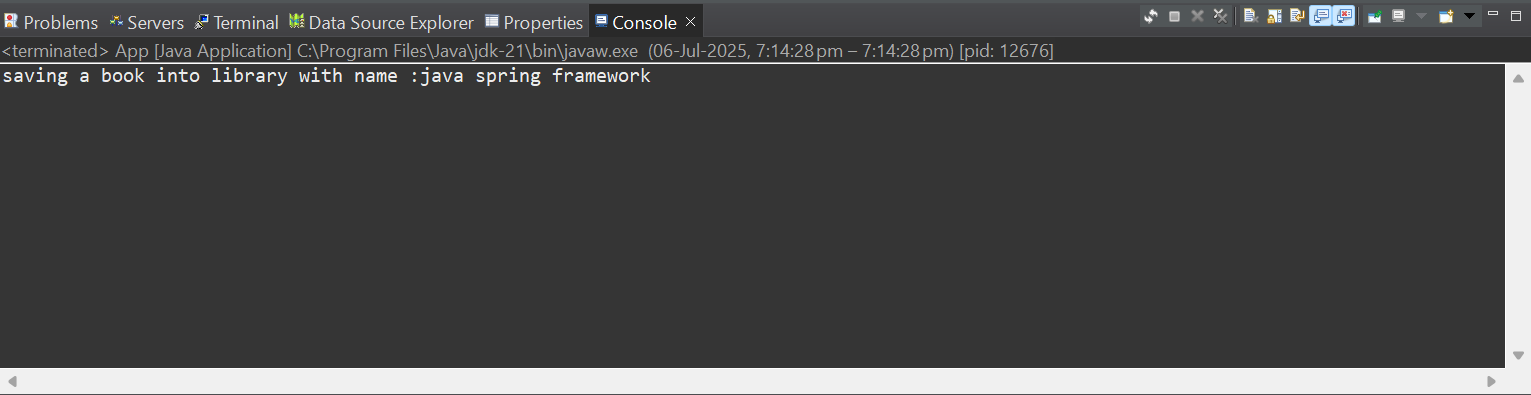 Problems Servers Terminal Data Source Explorer Properties Console
<terminated> App [Java Application] C:\Program Files\Java\jdk-21\bin\javaw.exe (06-Jul-2025, 7:14:28 pm – 7:14:28 pm) [pid: 12676]
saving a book into library with name :java spring framework